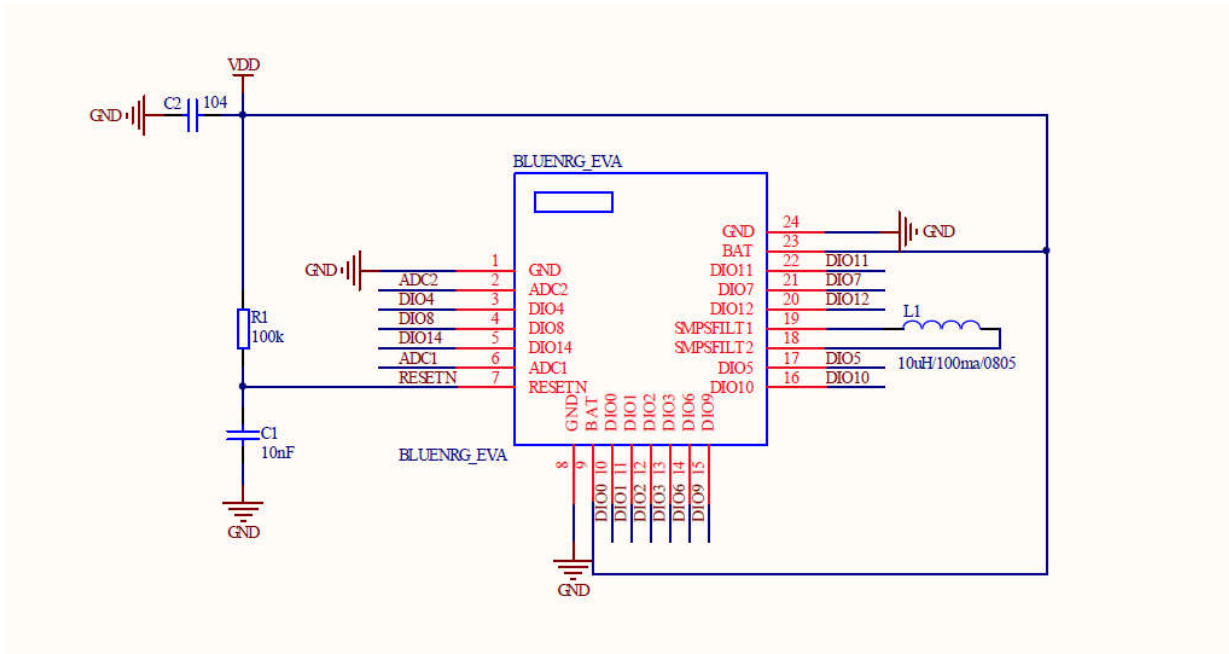 VDD
C2 104
GND
BLUENRG_EVA
24
GND GND
23
BAT
22 DIO11
DIO11
21 DIO7
DIO7
20 DIO12
DIO12
19 L1
SMPSFILT1
18
SMPSFILT2
10uH/100ma/0805
17 DIO5
DIO5
16 DIO10
DIO10
GND 1 GND
ADC2 2 ADC2
DIO4 3 DIO4
DIO8 4 DIO8
DIO14 5 DIO14
ADC1 6 ADC1
RESETN 7 RESETN
R1
100k
C1
10nF
GND
BLUENRG_EVA
GND
BAT
DIO0
DIO1
DIO2
DIO3
DIO6
DIO9
8
9
10
11
12
13
14
15
DIO0
DIO1
DIO2
DIO3
DIO6
DIO9
GND